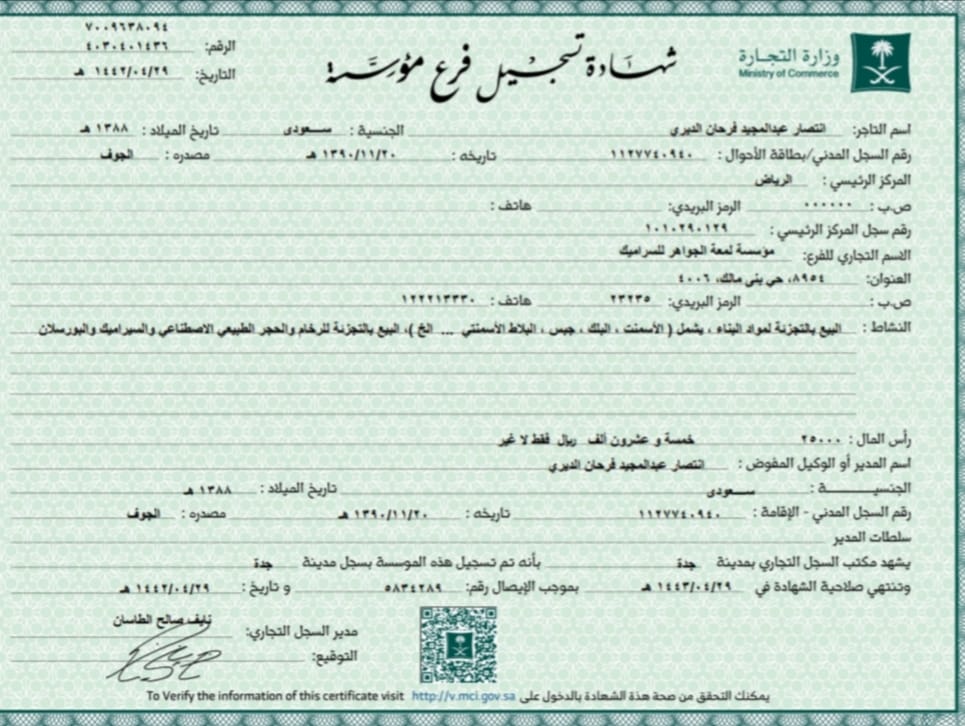 ٧٠٠٩٦٣٨٠٩٤
الرقم: ٤٠٣٠٤٠١٤٣٦
التاريخ: ١٤٤٢/٠٤/٢٩ هـ
شهادة تسجيل فرع مؤسسة
وزارة التجارة
Ministry of Commerce
اسم التاجر: انتصار عبدالمجيد فرحان الديري الجنسية : سعودى تاريخ الميلاد : ١٣٨٨ هـ
رقم السجل المدني/بطاقة الأحوال : ١١٢٧٧٤٠٩٤٠ تاريخه : ١٣٩٠/١١/٢٠ هـ مصدره : الجوف
المركز الرئيسي : الرياض
ص.ب : ٠٠٠٠٠٠ الرمز البريدي: هاتف :
رقم سجل المركز الرئيسي : ١٠١٠٢٩٠١٢٩
الاسم التجاري للفرع: مؤسسة لمعة الجواهر للسراميك
العنوان: ٨٩٥٤، حي بنى مالك، ٤٠٠٦
ص.ب : الرمز البريدي: ٢٣٢٣٥ هاتف : ١٢٢٢١٣٣٣٠
النشاط : البيع بالتجزئة لمواد البناء ، يشمل ( الأسمنت ، البلك ، جبس ، البلاط الأسمنتي ... الخ )، البيع بالتجزئة للرخام والحجر الطبيعي الاصطناعي والسيراميك والبورسلان
رأس المال : ٢٥٠٠٠ خمسة و عشرون ألف ريال فقط لا غير
اسم المدير أو الوكيل المفوض : انتصار عبدالمجيد فرحان الديري
الجنسيــــة : سعودى تاريخ الميلاد : ١٣٨٨ هـ
رقم السجل المدني - الإقامة : ١١٢٧٧٤٠٩٤٠ تاريخه : ١٣٩٠/١١/٢٠ هـ مصدره : الجوف
سلطات المدير
يشهد مكتب السجل التجاري بمدينة جدة بأنه تم تسجيل هذه الموسسة بسجل مدينة جدة
وتنتهي صلاحية الشهادة في ١٤٤٣/٠٤/٢٩ هـ بموجب الإيصال رقم: ٥٨٣٤٢٨٩ و تاريخ : ١٤٤٢/٠٤/٢٩ هـ
مدير السجل التجاري: نايف صالح الطاسان
التوقيع:
يمكنك التحقق من صحة هذة الشهادة بالدخول على To Verify the information of this certificate visit http://v.mci.gov.sa